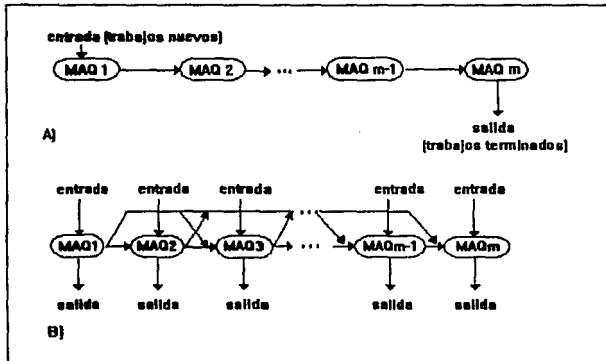 entrada (trabajos nuevos)
MAQ 1 MAQ 2 ... MAQ m-1 MAQ m
salida
(trabajos terminados)
A)
entrada entrada entrada entrada entrada
...
MAQ1 MAQ2 MAQ3 ... MAQm-1 MAQm
salida salida salida salida salida
B)